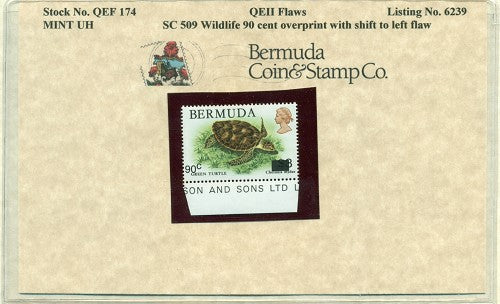 Stock No. QEF 174 QEII Flaws Listing No. 6239
MINT UH SC 509 Wildlife 90 cent overprint with shift to left flaw
Bermuda
Coin&Stamp Co.
BERMUDA
90c
GREEN TURTLE
SON AND SONS LTD L